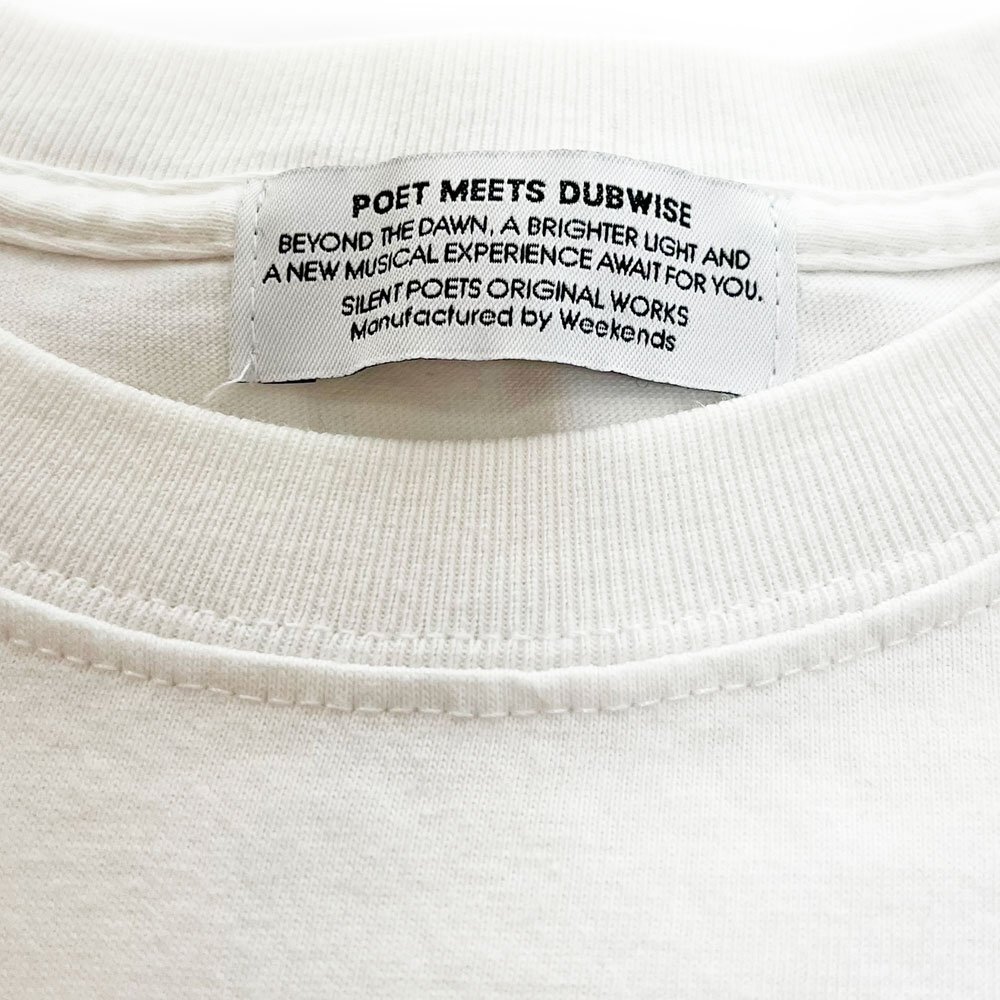 POET MEETS DUBWISE
BEYOND THE DAWN, A BRIGHTER LIGHT AND
A NEW MUSICAL EXPERIENCE AWAIT FOR YOU.
SILENT POETS ORIGINAL WORKS
Manufactured by Weekends